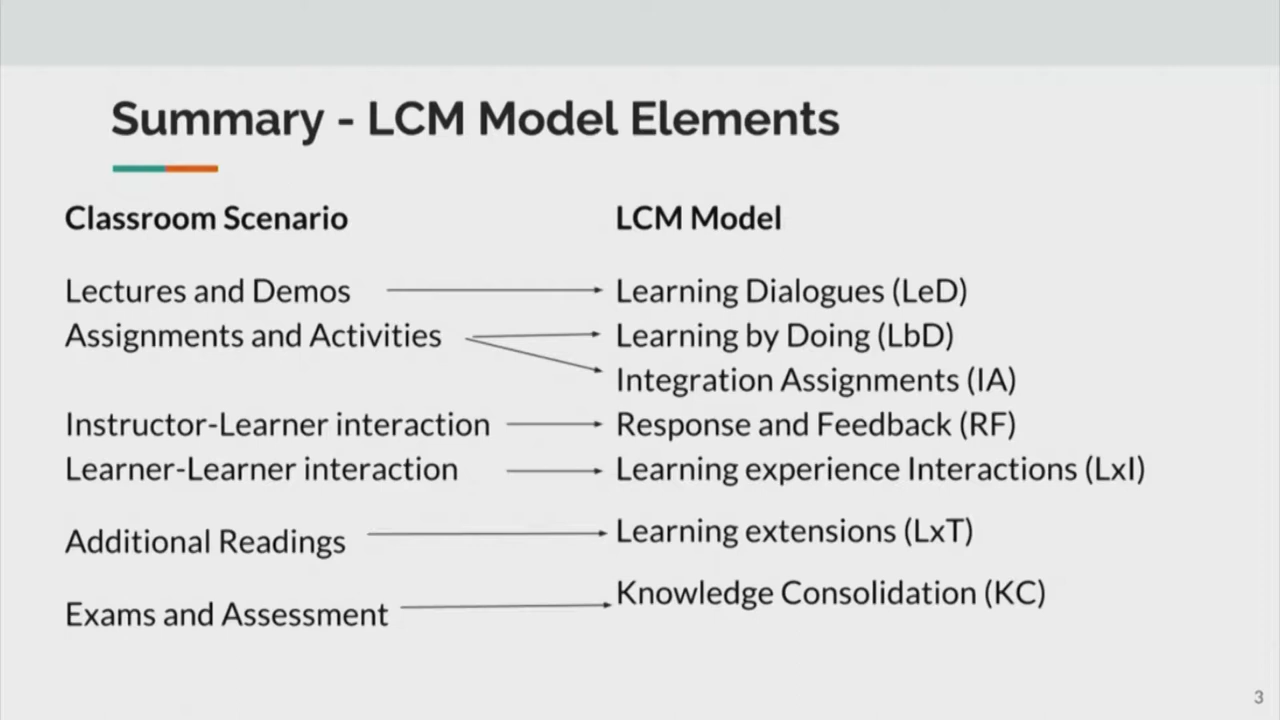 Summary - LCM Model Elements
Classroom Scenario
LCM Model
Lectures and Demos
Learning Dialogues (LeD)
Assignments and Activities
Learning by Doing (LbD)
Integration Assignments (IA)
Instructor-Learner interaction
Response and Feedback (RF)
Learner-Learner interaction
Learning experience Interactions (LxI)
Additional Readings
Learning extensions (LxT)
Exams and Assessment
Knowledge Consolidation (KC)
3